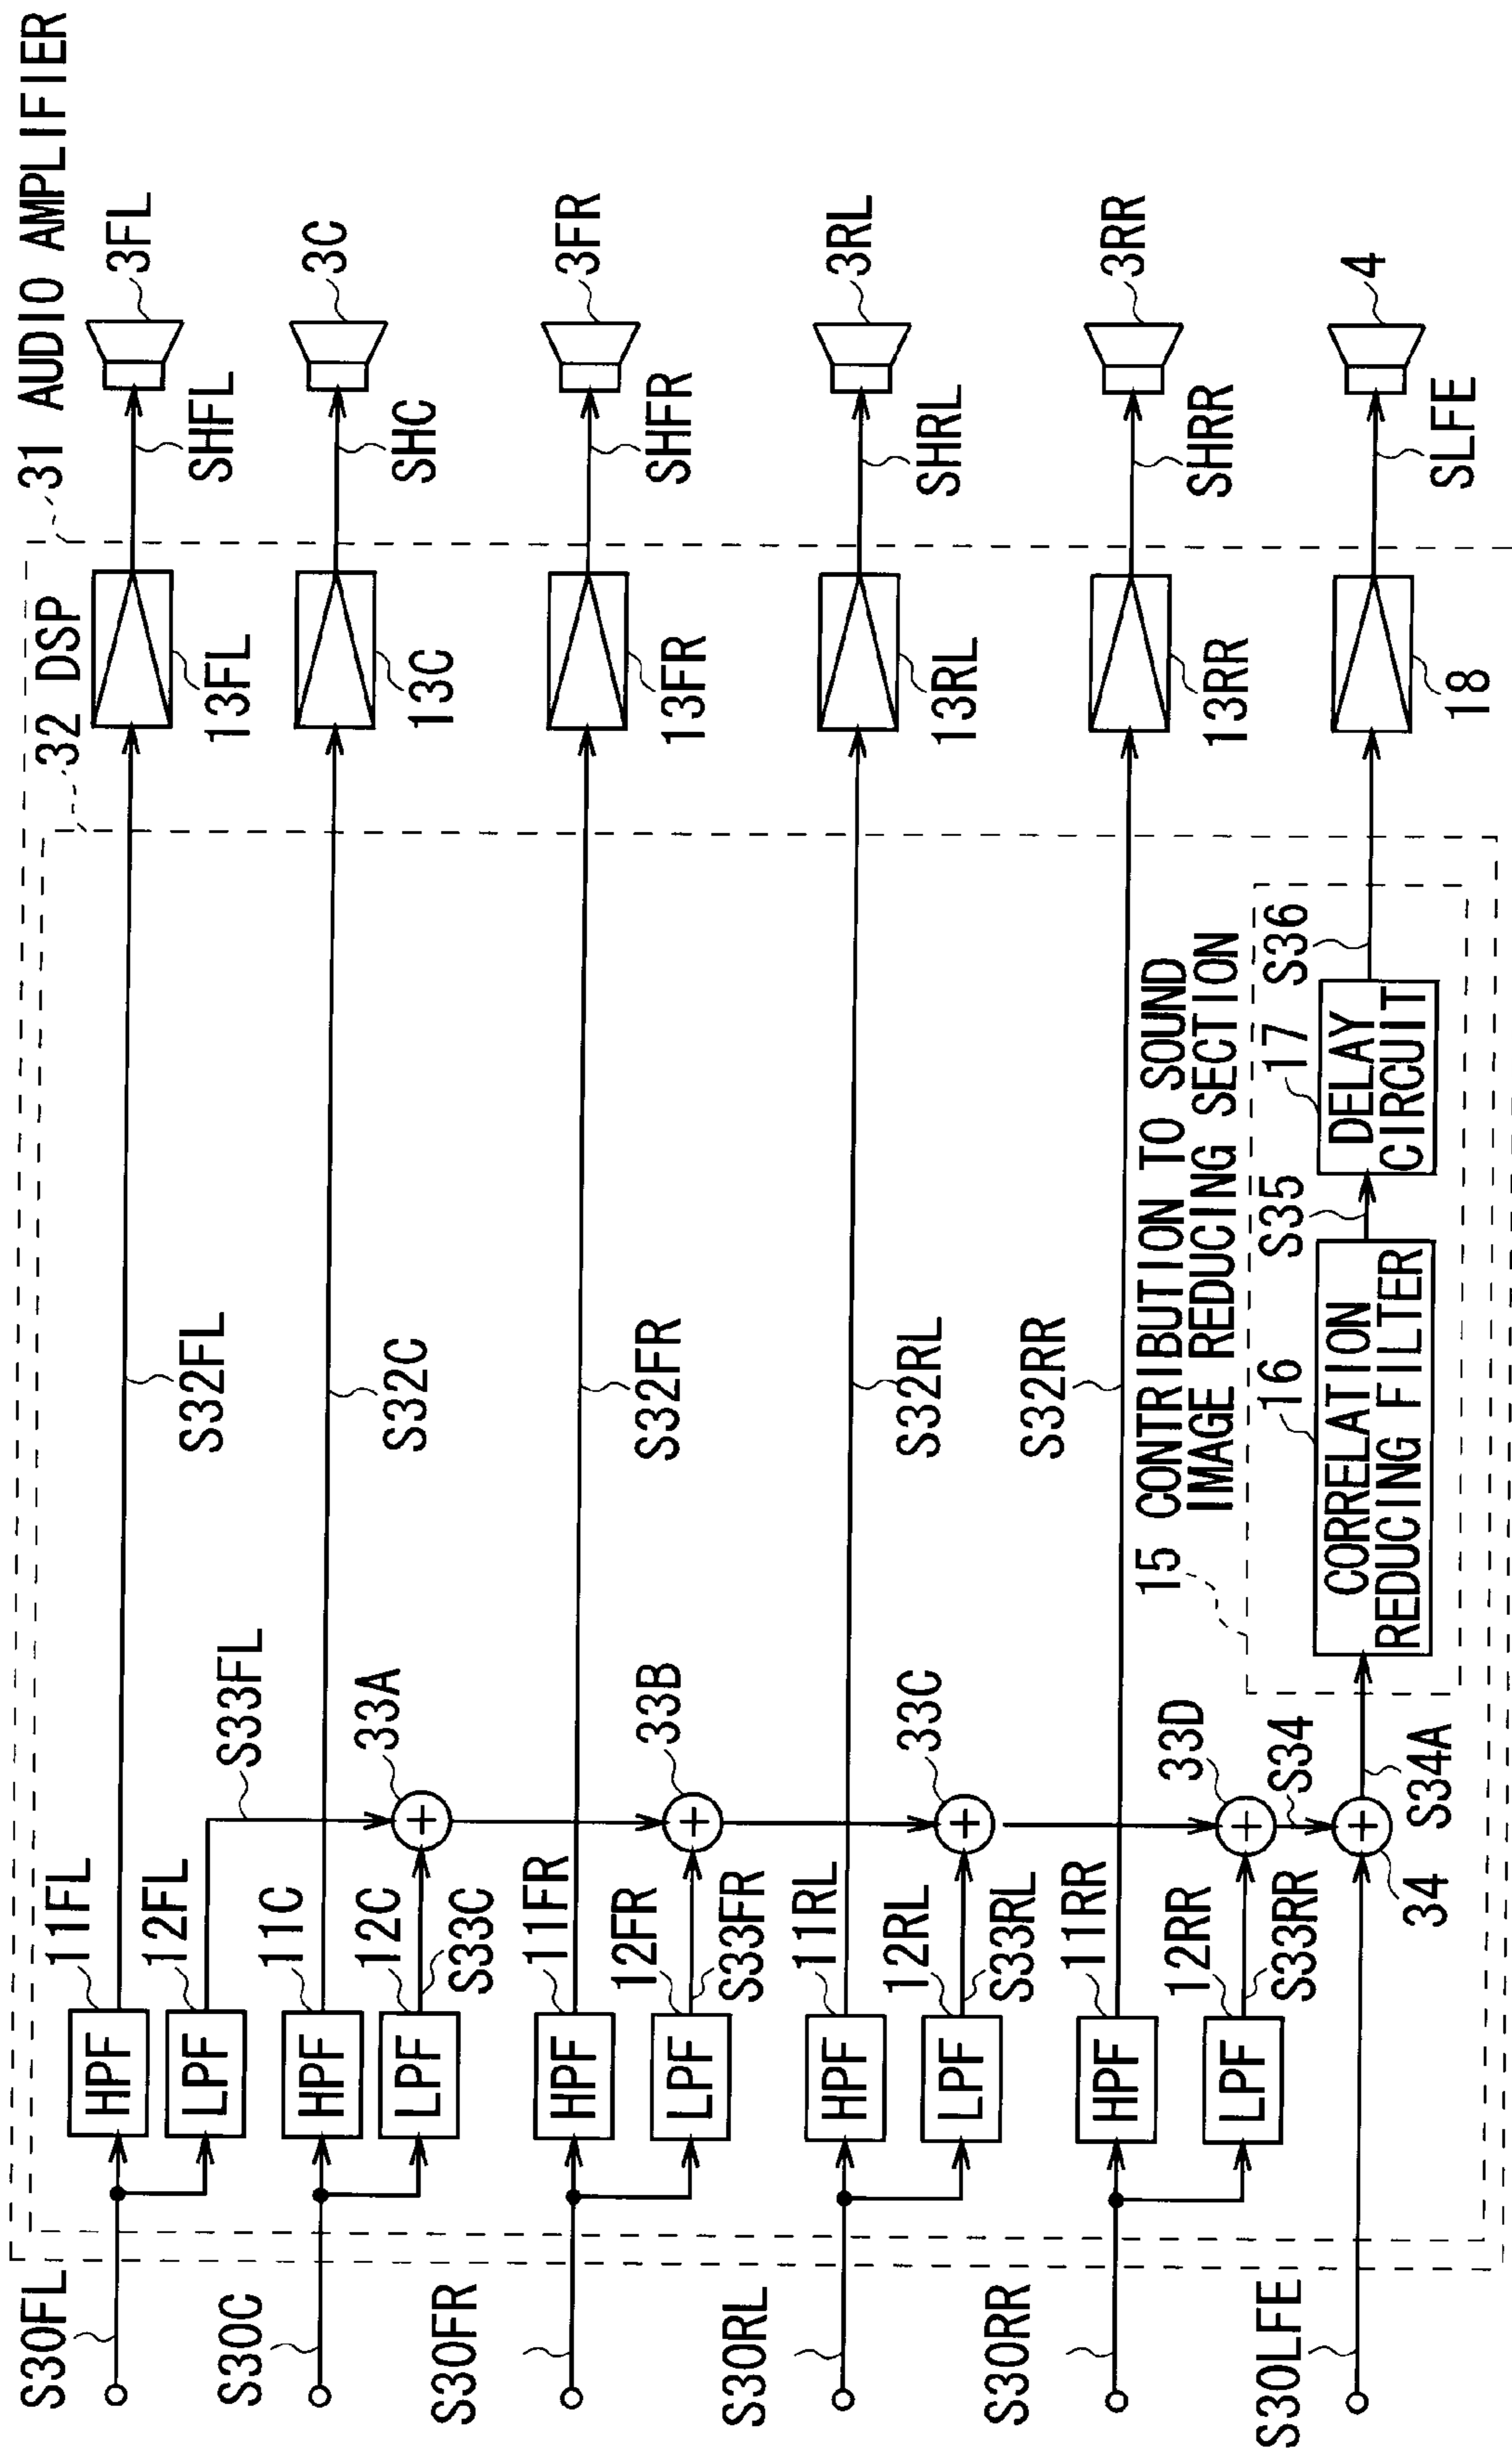 31 AUDIO AMPLIFIER
32 DSP
S30FL
HPF
11FL
LPF
12FL
S33FL
S32FL
13FL
SHFL
3FL
S30C
HPF
11C
LPF
12C
S33C
33A
S32C
13C
SHC
3C
S30FR
HPF
11FR
LPF
12FR
S33FR
33B
S32FR
13FR
SHFR
3FR
S30RL
HPF
11RL
LPF
12RL
S33RL
33C
S32RL
13RL
SHRL
3RL
S30RR
HPF
11RR
LPF
12RR
S33RR
33D
S34
S32RR
13RR
SHRR
3RR
15 CONTRIBUTION TO SOUND
IMAGE REDUCING SECTION
S30LFE
34
S34A
16
CORRELATION
REDUCING FILTER
S35
17
DELAY
CIRCUIT
S36
18
SLFE
4